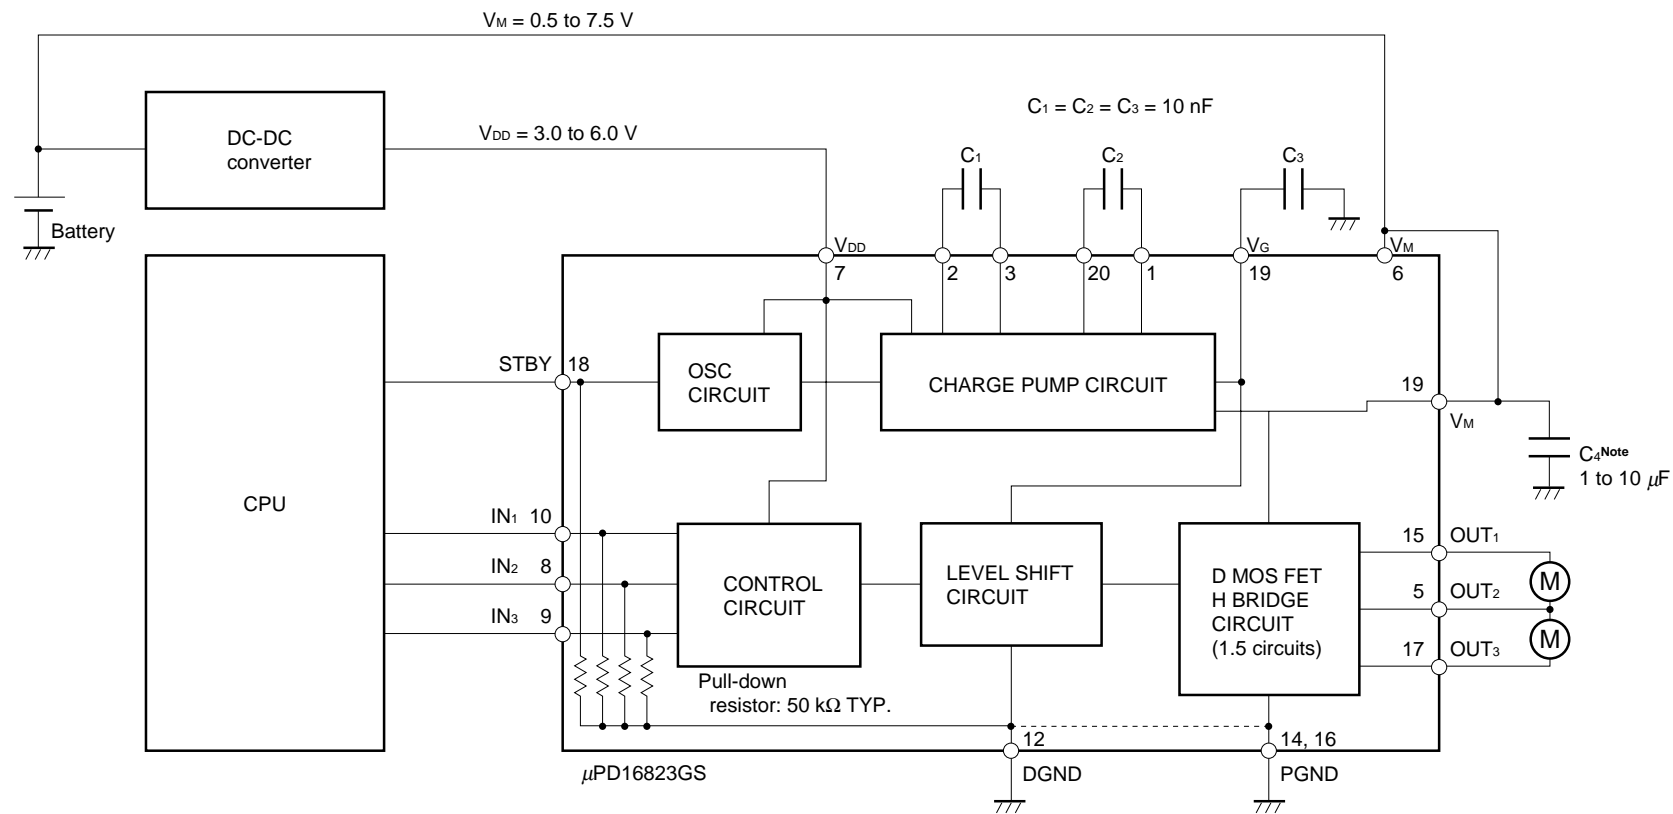 VM = 0.5 to 7.5 V
C1 = C2 = C3 = 10 nF
DC-DC
converter
VDD = 3.0 to 6.0 V
C1
C2
C3
Battery
VDD
VG
VM
7
2
3
20
1
19
6
STBY
18
OSC
CIRCUIT
CHARGE PUMP CIRCUIT
19
VM
C4Note
1 to 10 μF
CPU
IN1
10
IN2
8
IN3
9
CONTROL
CIRCUIT
LEVEL SHIFT
CIRCUIT
D MOS FET
H BRIDGE
CIRCUIT
(1.5 circuits)
15
OUT1
5
OUT2
17
OUT3
M
M
Pull-down
resistor: 50 kΩ TYP.
12
14, 16
μPD16823GS
DGND
PGND